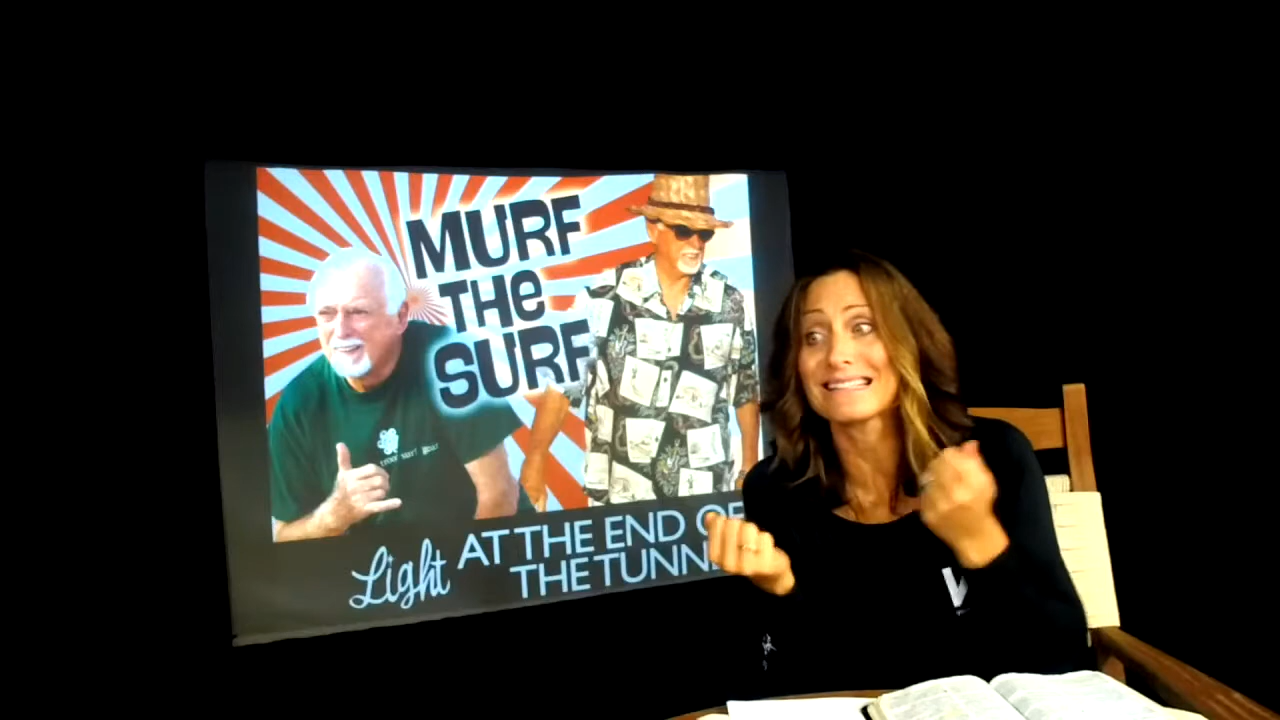 MURF
THe
SURF
Light AT THE END OF
THE TUNN